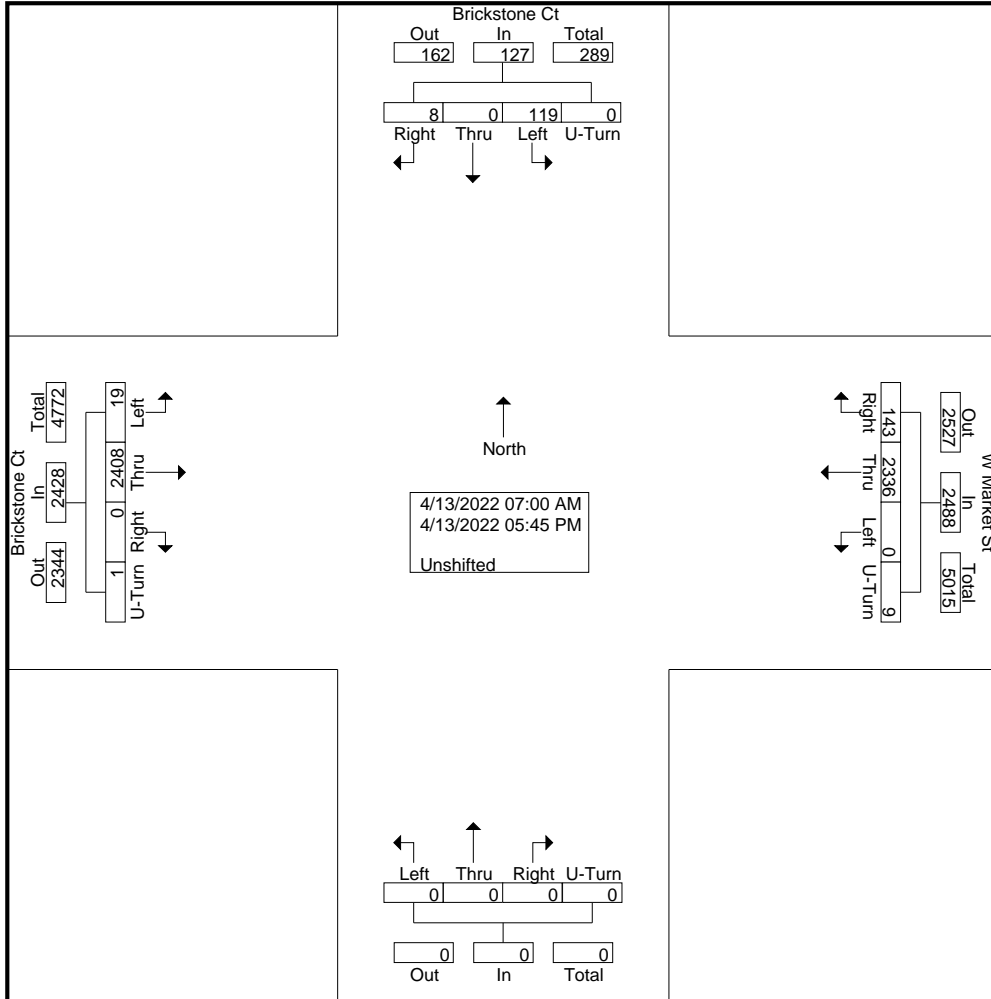 Brickstone Ct
Out In Total
162 127 289
8 0 119 0
Right Thru Left U-Turn
Brickstone Ct
Total In Out
4772 2428 2344
19 2408 0 1
Left Thru Right U-Turn
North
4/13/2022 07:00 AM
4/13/2022 05:45 PM
Unshifted
W Market St
Out In Total
2527 2488 5015
143 2336 0 9
Right Thru Left U-Turn
Left Thru Right U-Turn
0 0 0 0
0 0 0
Out In Total